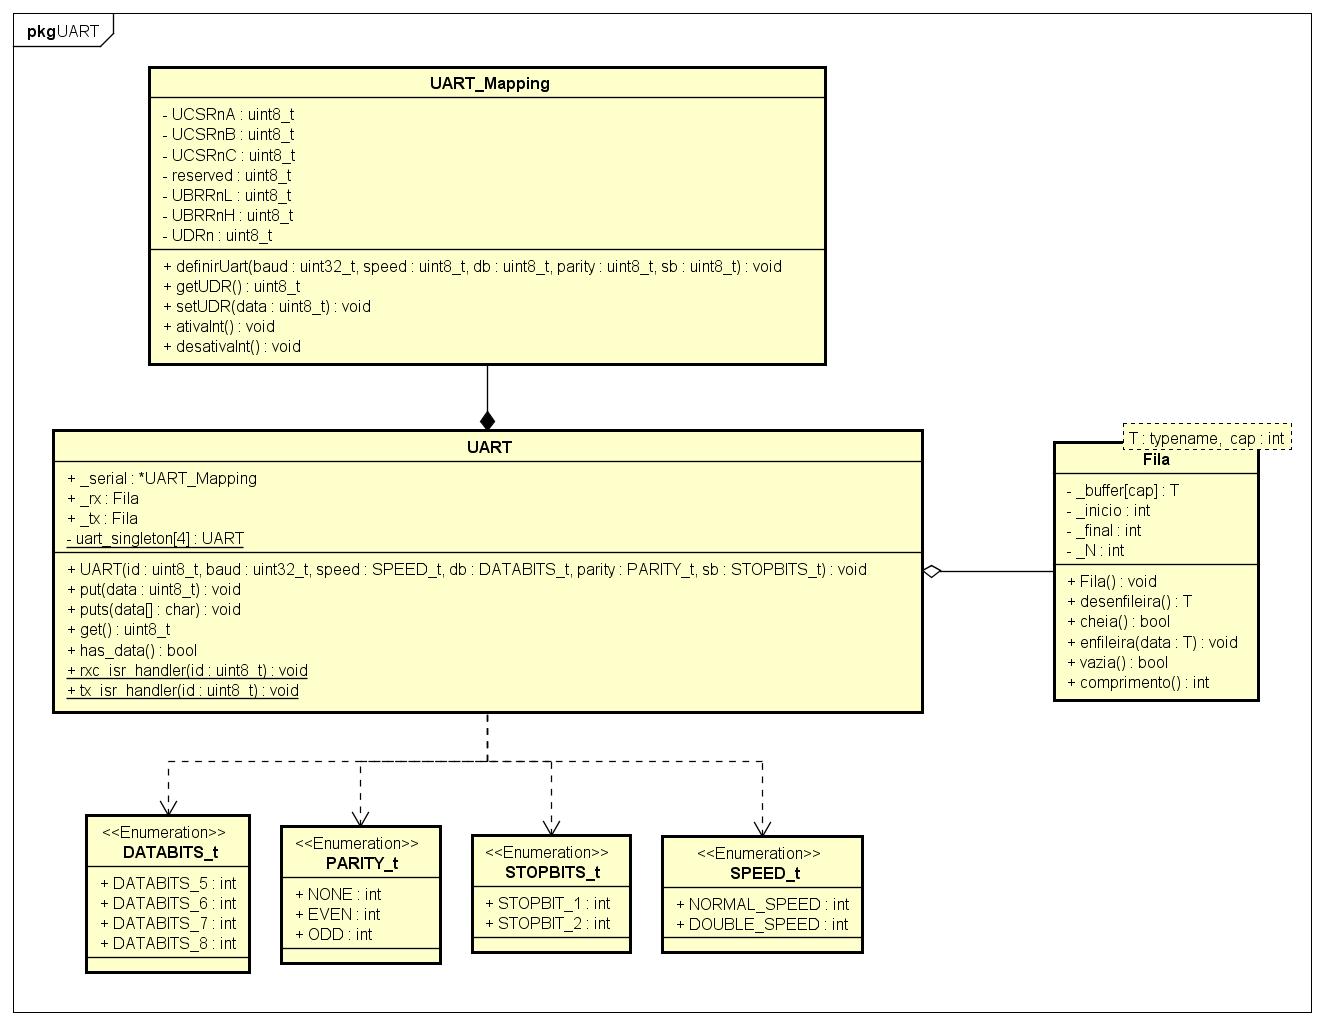 pkgUART
UART_Mapping
- UCSRnA : uint8_t
- UCSRnB : uint8_t
- UCSRnC : uint8_t
- reserved : uint8_t
- UBRRnL : uint8_t
- UBRRnH : uint8_t
- UDRn : uint8_t
+ definirUart(baud : uint32_t, speed : uint8_t, db : uint8_t, parity : uint8_t, sb : uint8_t) : void
+ getUDR() : uint8_t
+ setUDR(data : uint8_t) : void
+ ativaInt() : void
+ desativaInt() : void
UART
+ _serial : *UART_Mapping
+ _rx : Fila
+ _tx : Fila
- uart_singleton[4] : UART
+ UART(id : uint8_t, baud : uint32_t, speed : SPEED_t, db : DATABITS_t, parity : PARITY_t, sb : STOPBITS_t) : void
+ put(data : uint8_t) : void
+ puts(data[] : char) : void
+ get() : uint8_t
+ has_data() : bool
+ rxc_isr_handler(id : uint8_t) : void
+ tx_isr_handler(id : uint8_t) : void
T : typename, cap : int
Fila
- _buffer[cap] : T
- _inicio : int
- _final : int
- _N : int
+ Fila() : void
+ desenfileira() : T
+ cheia() : bool
+ enfileira(data : T) : void
+ vazia() : bool
+ comprimento() : int
<<Enumeration>>
DATABITS_t
+ DATABITS_5 : int
+ DATABITS_6 : int
+ DATABITS_7 : int
+ DATABITS_8 : int
<<Enumeration>>
PARITY_t
+ NONE : int
+ EVEN : int
+ ODD : int
<<Enumeration>>
STOPBITS_t
+ STOPBIT_1 : int
+ STOPBIT_2 : int
<<Enumeration>>
SPEED_t
+ NORMAL_SPEED : int
+ DOUBLE_SPEED : int